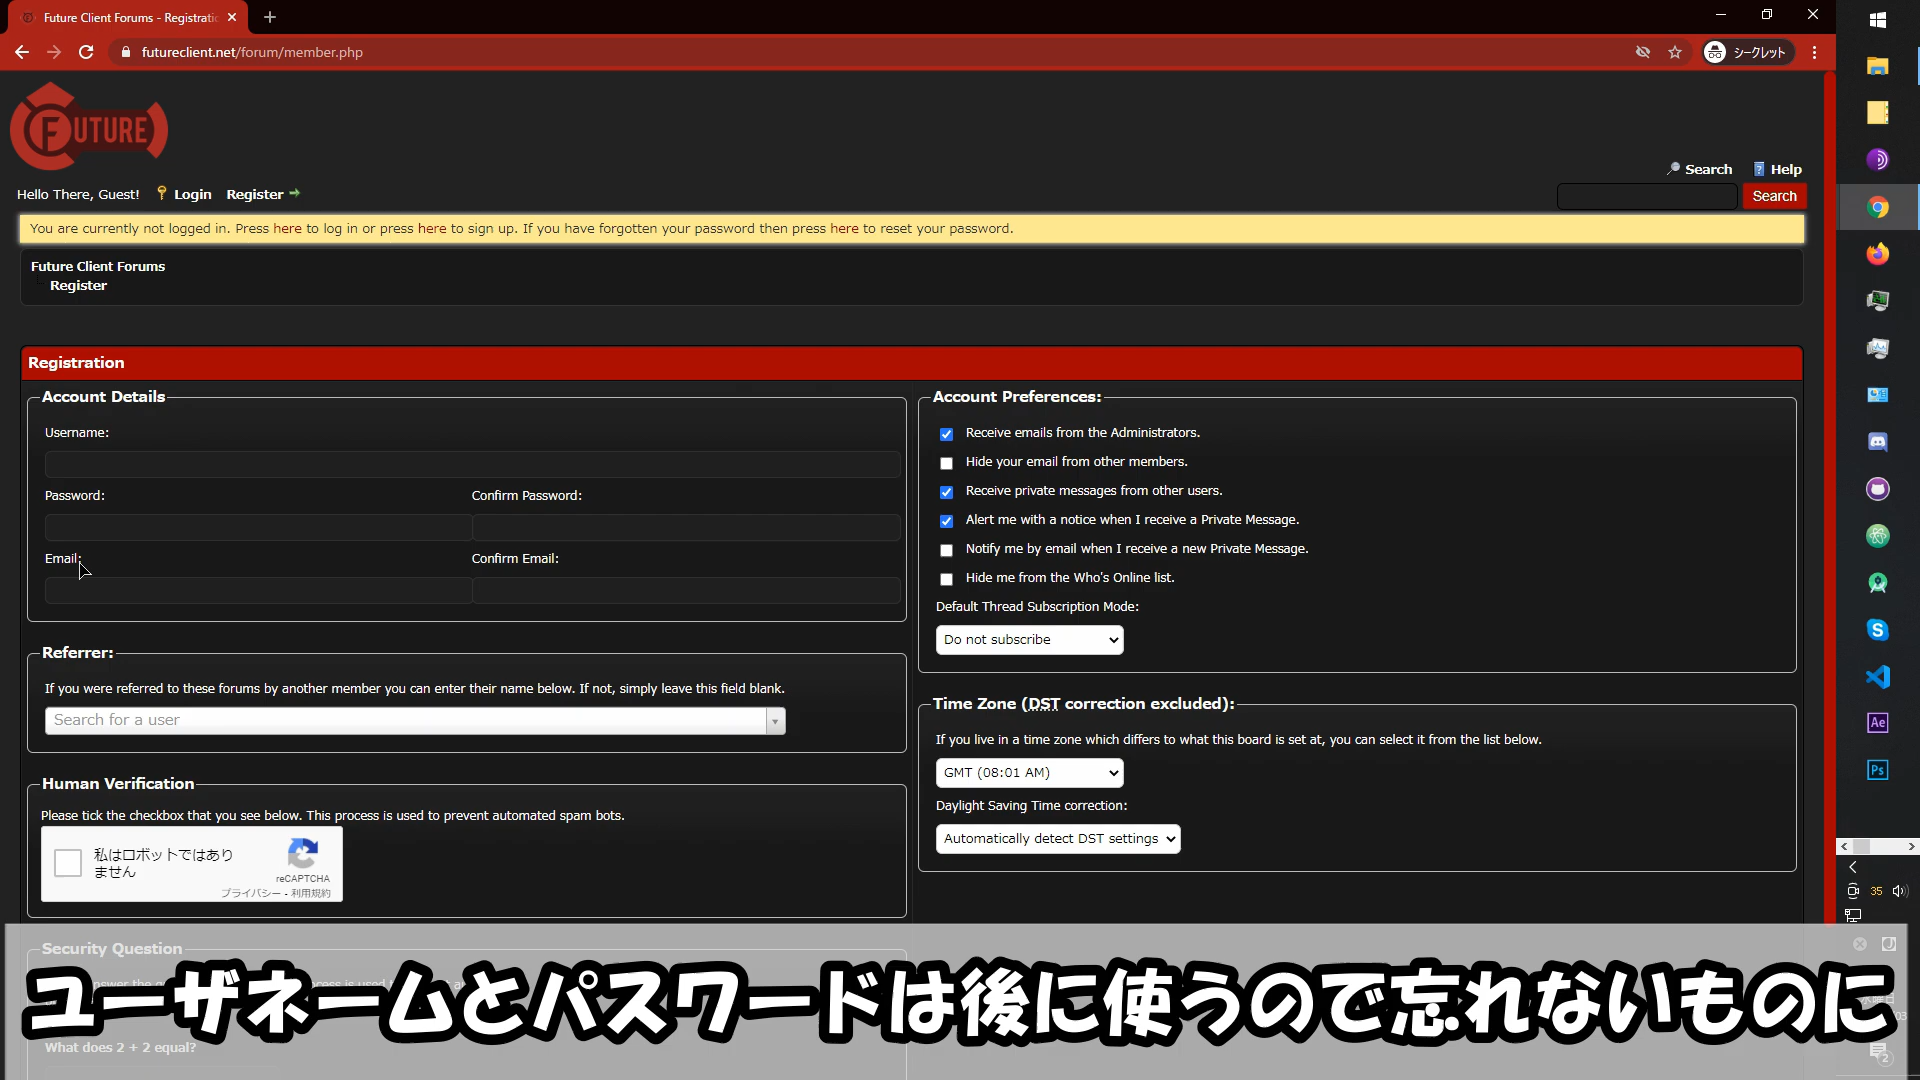 Future Client Forums - Registratio
futureclient.net/forum/member.php
シークレット
FUTURE
Search
Help
Hello There, Guest!
Login
Register
Search
You are currently not logged in. Press here to log in or press here to sign up. If you have forgotten your password then press here to reset your password.
Future Client Forums
Register
Registration
Account Details
Username:
Password:
Confirm Password:
Email:
Confirm Email:
Referrer:
If you were referred to these forums by another member you can enter their name below. If not, simply leave this field blank.
Search for a user
Human Verification
Please tick the checkbox that you see below. This process is used to prevent automated spam bots.
私はロボットではあり
ません
reCAPTCHA
プライバシー - 利用規約
Account Preferences:
Receive emails from the Administrators.
Hide your email from other members.
Receive private messages from other users.
Alert me with a notice when I receive a Private Message.
Notify me by email when I receive a new Private Message.
Hide me from the Who's Online list.
Default Thread Subscription Mode:
Do not subscribe
Time Zone (DST correction excluded):
If you live in a time zone which differs to what this board is set at, you can select it from the list below.
GMT (08:01 AM)
Daylight Saving Time correction:
Automatically detect DST settings
Ae
Ps
35
Security Question
ユーザネームとパスワードは後に使うので忘れないものに
What does 2 + 2 equal?
2